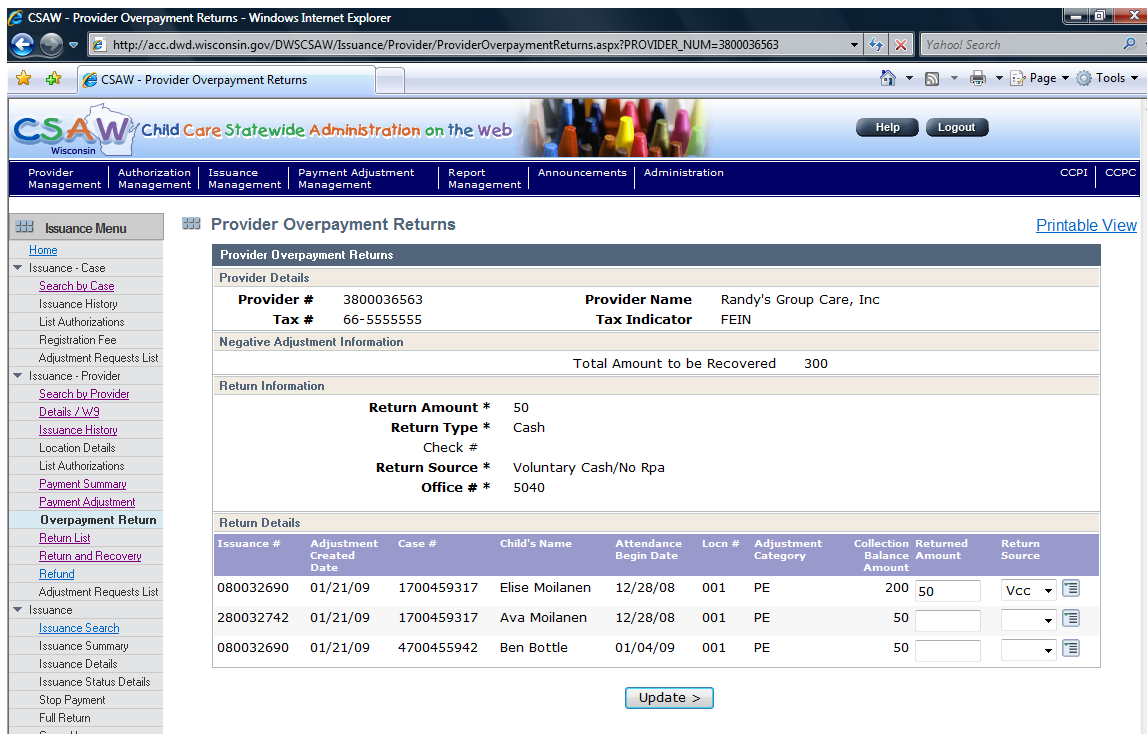 CSAW - Provider Overpayment Returns - Windows Internet Explorer
http://acc.dwd.wisconsin.gov/DWSCSAW/Issuance/Provider/ProviderOverpaymentReturns.aspx?PROVIDER_NUM=3800036563
Yahoo! Search
CSAW - Provider Overpayment Returns
Page Tools
CSAW Child Care Statewide Administration on the Web
Wisconsin
Help Logout
Provider Management Authorization Management Issuance Management Payment Adjustment Management Report Management Announcements Administration CCPI CCPC
Issuance Menu
Home
Issuance - Case
Search by Case
Issuance History
List Authorizations
Registration Fee
Adjustment Requests List
Issuance - Provider
Search by Provider
Details / W9
Issuance History
Location Details
List Authorizations
Payment Summary
Payment Adjustment
Overpayment Return
Return List
Return and Recovery
Refund
Adjustment Requests List
Issuance
Issuance Search
Issuance Summary
Issuance Details
Issuance Status Details
Stop Payment
Full Return
Provider Overpayment Returns
Printable View
Provider Overpayment Returns
Provider Details
Provider # 3800036563 Provider Name Randy's Group Care, Inc
Tax # 66-5555555 Tax Indicator FEIN
Negative Adjustment Information
Total Amount to be Recovered 300
Return Information
Return Amount * 50
Return Type * Cash
Check #
Return Source * Voluntary Cash/No Rpa
Office # * 5040
Return Details
Issuance # Adjustment Created Date Case # Child's Name Attendance Begin Date Locn # Adjustment Category Collection Balance Amount Returned Amount Return Source
080032690 01/21/09 1700459317 Elise Moilanen 12/28/08 001 PE 200 50 Vcc
280032742 01/21/09 1700459317 Ava Moilanen 12/28/08 001 PE 50
080032690 01/21/09 4700455942 Ben Bottle 01/04/09 001 PE 50
Update >